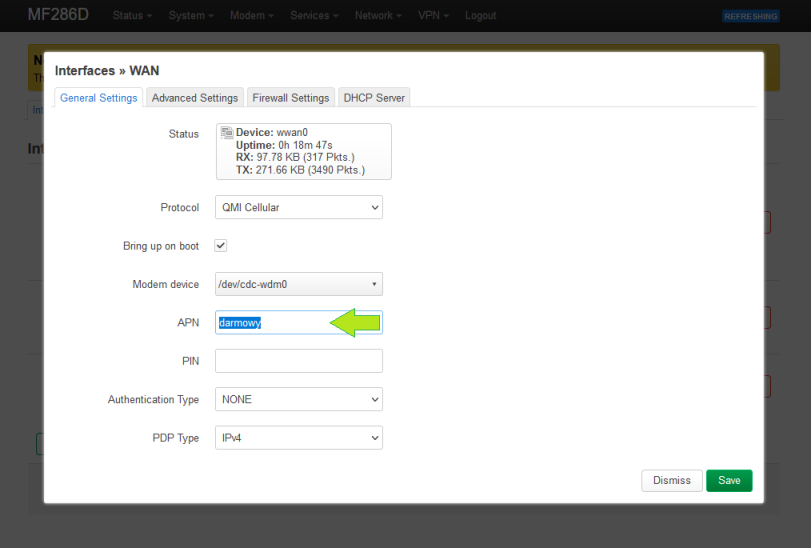 MF286D Status System Modem Services Network VPN Logout REFRESHING
N
Th
Int
Int
Interfaces » WAN
General Settings Advanced Settings Firewall Settings DHCP Server
Status
Device: wwan0
Uptime: 0h 18m 47s
RX: 97.78 KB (317 Pkts.)
TX: 271.66 KB (3490 Pkts.)
Protocol QMI Cellular
Bring up on boot
Modem device /dev/cdc-wdm0
APN darmowy
PIN
Authentication Type NONE
PDP Type IPv4
Dismiss Save